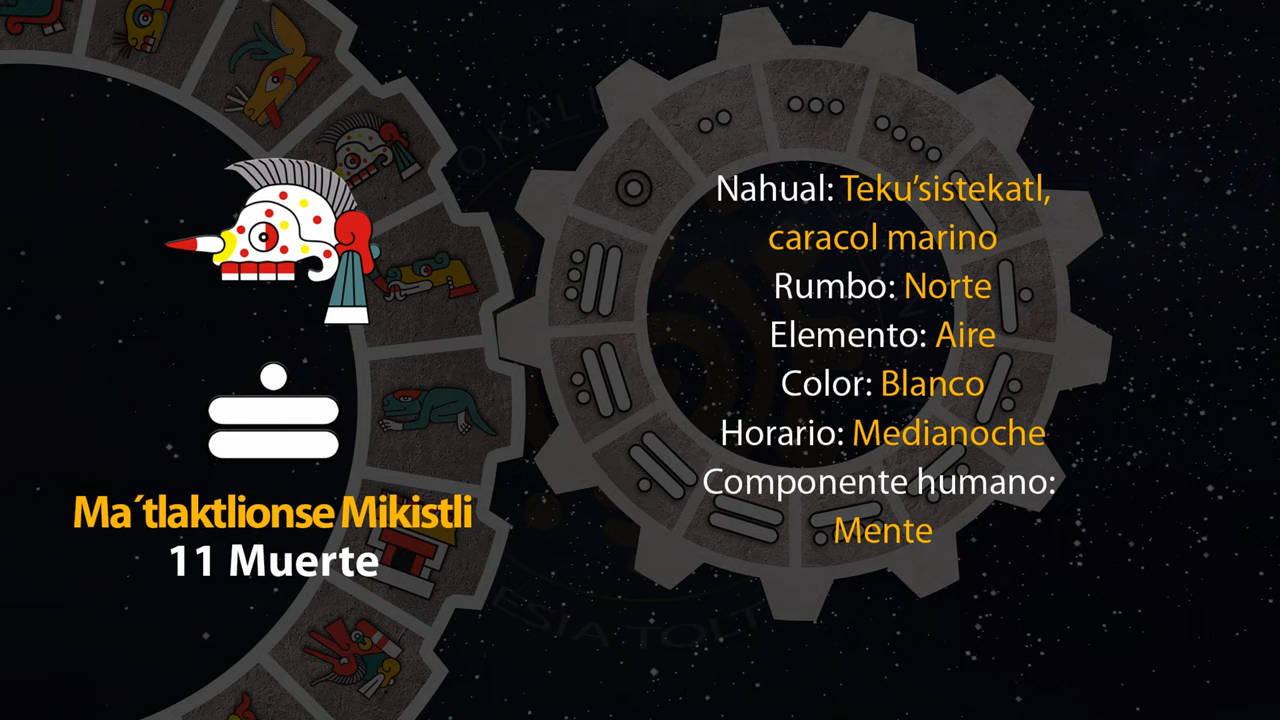 Ma´tlaktlionse Mikistli
11 Muerte
Nahual: Teku’sistekatl,
caracol marino
Rumbo: Norte
Elemento: Aire
Color: Blanco
Horario: Medianoche
Componente humano:
Mente